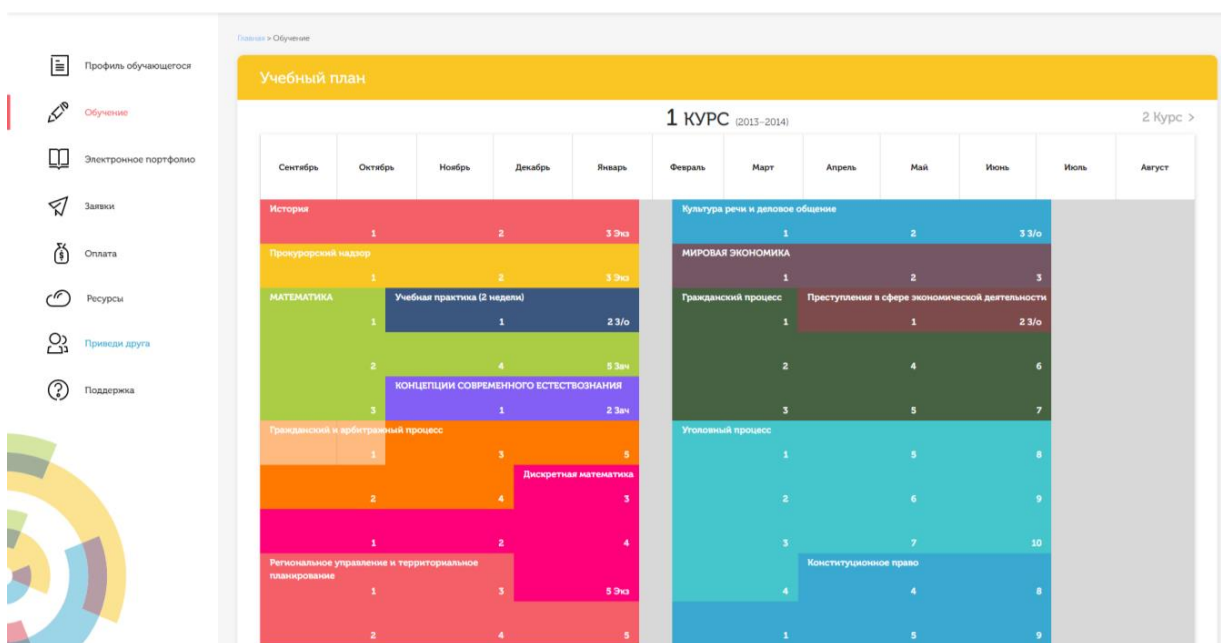 Главная > Обучение
Профиль обучающегося
Обучение
Электронное портфолио
Заявки
Оплата
Ресурсы
Приведи друга
Поддержка
Учебный план
1 КУРС (2013–2014)
2 Курс >
Сентябрь Октябрь Ноябрь Декабрь Январь Февраль Март Апрель Май Июнь Июль Август
История
1 2 3 Экз
Прокурорский надзор
1 2 3 Экз
МАТЕМАТИКА
Учебная практика (2 недели)
1 1 2 З/о
2 4 5 Зач
КОНЦЕПЦИИ СОВРЕМЕННОГО ЕСТЕСТВОЗНАНИЯ
3 1 2 Зач
Гражданский и арбитражный процесс
1 3 5
Дискретная математика
2 4 3
1 2 4
Региональное управление и территориальное
планирование
1 3 5 Экз
2 4 5
Культура речи и деловое общение
1 2 3 З/о
МИРОВАЯ ЭКОНОМИКА
1 2 3
Гражданский процесс
Преступления в сфере экономической деятельности
1 1 2 З/о
2 4 6
3 5 7
Уголовный процесс
1 5 8
2 6 9
3 7 10
Конституционное право
4 4 8
1 5 9